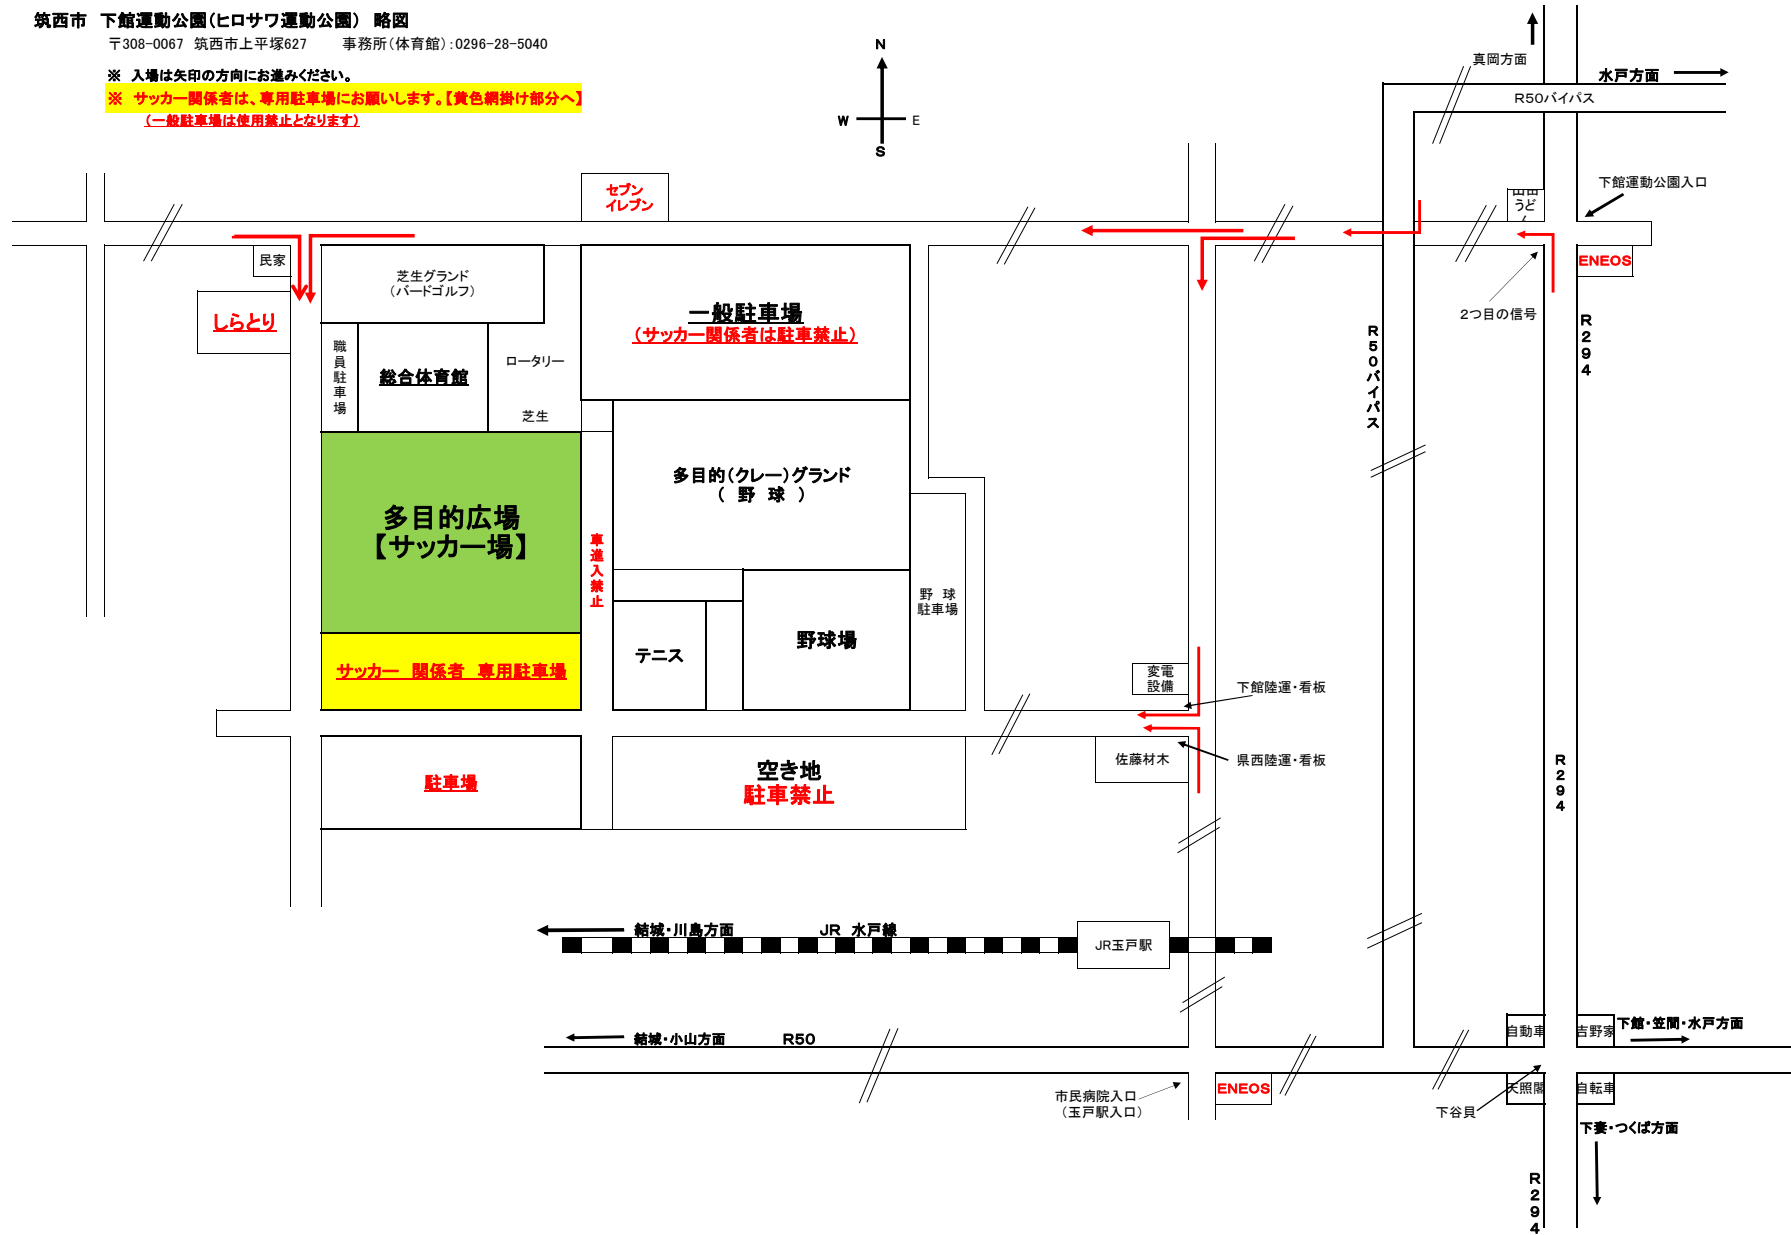 筑西市 下館運動公園(ヒロサワ運動公園) 略図
〒308-0067 筑西市上平塚627 事務所(体育館):0296-28-5040
※ 入場は矢印の方向にお進みください。
※ サッカー関係者は、専用駐車場にお願いします。【黄色網掛け部分へ】
(一般駐車場は使用禁止となります)
N
W
E
S
真岡方面
水戸方面
R50バイパス
下館運動公園入口
セブン
イレブン
うどん
民家
ENEOS
しらとり
芝生グランド
(バードゴルフ)
一般駐車場
(サッカー関係者は駐車禁止)
2つ目の信号
R294
R50バイパス
職員駐車場
総合体育館
ロータリー
芝生
多目的(クレー)グランド
( 野 球 )
多目的広場
【サッカー場】
車進入禁止
野 球
駐車場
テニス
野球場
サッカー 関係者 専用駐車場
変電
設備
下館陸運・看板
佐藤材木
県西陸運・看板
R294
駐車場
空き地
駐車禁止
結城・川島方面
JR 水戸線
JR玉戸駅
結城・小山方面
R50
自動車
吉野家
下館・笠間・水戸方面
市民病院入口
(玉戸駅入口)
ENEOS
下谷貝
天照閣
自転車
下妻・つくば方面
R294